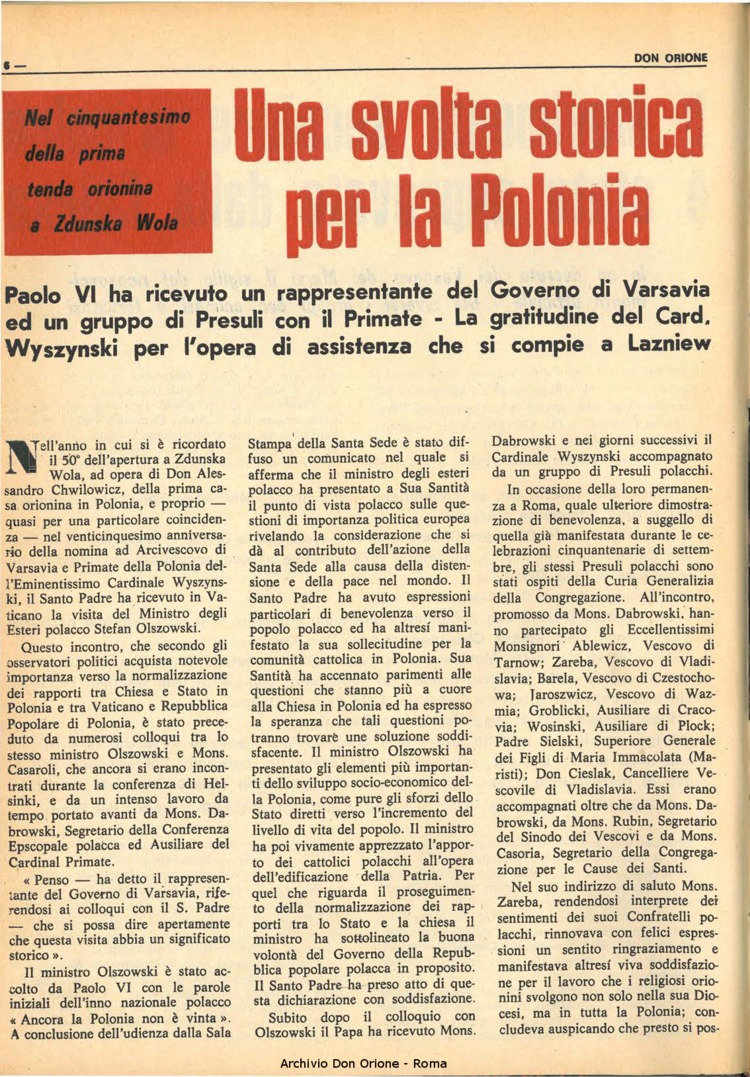 6 —
DON ORIONE
Nel cinquantesimo
della prima
tenda orionina
a Zdunska Wola
Una svolta storica
per la Polonia
Paolo VI ha ricevuto un rappresentante del Governo di Varsavia
ed un gruppo di Presuli con il Primate - La gratitudine del Card.
Wyszynski per l'opera di assistenza che si compie a Lazniew
Nell'anno in cui si è ricordato
il 50° dell'apertura a Zdunska
Wola, ad opera di Don Ales-
sandro Chwilowicz, della prima ca-
sa orionina in Polonia, e proprio —
quasi per una particolare coinciden-
za — nel venticinquesimo anniversa-
rio della nomina ad Arcivescovo di
Varsavia e Primate della Polonia del-
l'Eminentissimo Cardinale Wyszyns-
ki, il Santo Padre ha ricevuto in Va-
ticano la visita del Ministro degli
Esteri polacco Stefan Olszowski.
Questo incontro, che secondo gli
osservatori politici acquista notevole
importanza verso la normalizzazione
dei rapporti tra Chiesa e Stato in
Polonia e tra Vaticano e Repubblica
Popolare di Polonia, è stato prece-
duto da numerosi colloqui tra lo
stesso ministro Olszowski e Mons.
Casaroli, che ancora si erano incon-
trati durante la conferenza di Hel-
sinki, e da un intenso lavoro da
tempo portato avanti da Mons. Da-
browski, Segretario della Conferenza
Epscopale polacca ed Ausiliare del
Cardinal Primate.
« Penso — ha detto il rappresen-
tante del Governo di Varsavia, rife-
rendosi ai colloqui con il S. Padre
— che si possa dire apertamente
che questa visita abbia un significato
storico ».
Il ministro Olszowski è stato ac-
colto da Paolo VI con le parole
iniziali dell'inno nazionale polacco
« Ancora la Polonia non è vinta ».
A conclusione dell'udienza dalla Sala
Stampa della Santa Sede è stato dif-
fuso un comunicato nel quale si
afferma che il ministro degli esteri
polacco ha presentato a Sua Santità
il punto di vista polacco sulle que-
stioni di importanza politica europea
rivelando la considerazione che si
dà al contributo dell'azione della
Santa Sede alla causa della disten-
sione e della pace nel mondo. Il
Santo Padre ha avuto espressioni
particolari di benevolenza verso il
popolo polacco ed ha altresí mani-
festato la sua sollecitudine per la
comunità cattolica in Polonia. Sua
Santità ha accennato parimenti alle
questioni che stanno più a cuore
alla Chiesa in Polonia ed ha espresso
la speranza che tali questioni po-
tranno trovare una soluzione soddi-
sfacente. Il ministro Olszowski ha
presentato gli elementi più importan-
ti dello sviluppo socio-economico del-
la Polonia, come pure gli sforzi dello
Stato diretti verso l'incremento del
livello di vita del popolo. Il ministro
ha poi vivamente apprezzato l'appor-
to dei cattolici polacchi all'opera
dell'edificazione della Patria. Per
quel che riguarda il proseguimen-
to della normalizzazione dei rap-
porti tra lo Stato e la chiesa il
ministro ha sottolineato la buona
volontà del Governo della Repub-
blica popolare polacca in proposito.
Il Santo Padre ha preso atto di que-
sta dichiarazione con soddisfazione.
Subito dopo il colloquio con
Olszowski il Papa ha ricevuto Mons.
Dabrowski e nei giorni successivi il
Cardinale Wyszynski accompagnato
da un gruppo di Presuli polacchi.
In occasione della loro permanen-
za a Roma, quale ulteriore dimostra-
zione di benevolenza, a suggello di
quella già manifestata durante le ce-
lebrazioni cinquantenarie di settem-
bre, gli stessi Presuli polacchi sono
stati ospiti della Curia Generalizia
della Congregazione. All'incontro,
promosso da Mons. Dabrowski, han-
no partecipato gli Eccellentissimi
Monsignori Ablewicz, Vescovo di
Tarnow; Zareba, Vescovo di Vladi-
slavia; Barela, Vescovo di Czestocho-
wa; Jaroszwicz, Vescovo di Waz-
mia; Groblicki, Ausiliare di Craco-
via; Wosinski, Ausiliare di Plock;
Padre Sielski, Superiore Generale
dei Figli di Maria Immacolata (Ma-
risti); Don Cieslak, Cancelliere Ve-
scovile di Vladislavia. Essi erano
accompagnati oltre che da Mons. Da-
browski, da Mons. Rubin, Segretario
del Sinodo dei Vescovi e da Mons.
Casoria, Segretario della Congrega-
zione per le Cause dei Santi.
Nel suo indirizzo di saluto Mons.
Zareba, rendendosi interprete dei
sentimenti dei suoi Confratelli po-
lacchi, rinnovava con felici espres-
sioni un sentito ringraziamento e
manifestava altresí viva soddisfazio-
ne per il lavoro che i religiosi orio-
nini svolgono non solo nella sua Dio-
cesi, ma in tutta la Polonia; con-
cludeva auspicando che presto si pos-
Archivio Don Orione - Roma